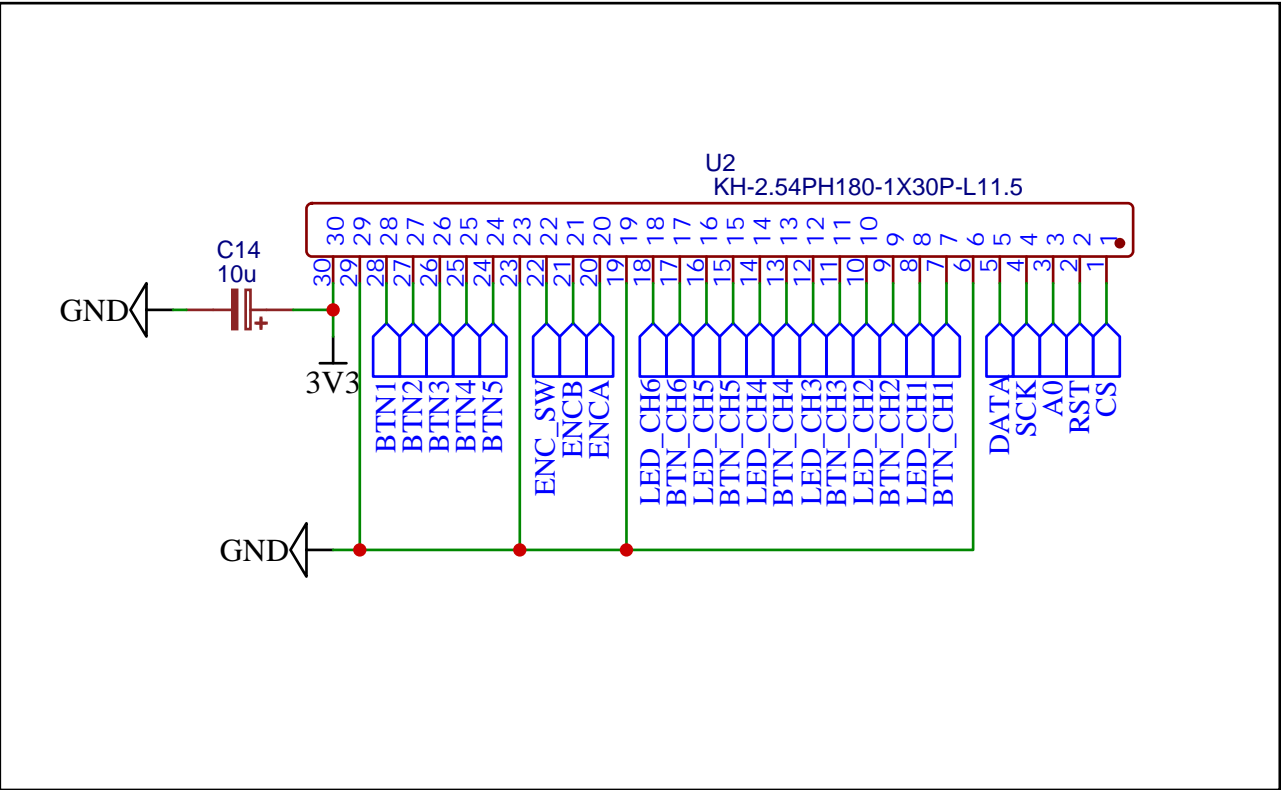 U2
KH-2.54PH180-1X30P-L11.5
30 29 28 27 26 25 24 23 22 21 20 19 18 17 16 15 14 13 12 11 10 9 8 7 6 5 4 3 2 1
30 29 28 27 26 25 24 23 22 21 20 19 18 17 16 15 14 13 12 11 10 9 8 7 6 5 4 3 2 1
C14
10u
+
GND
3V3
BTN1
BTN2
BTN3
BTN4
BTN5
ENC_SW
ENCB
ENCA
LED_CH6
BTN_CH6
LED_CH5
BTN_CH5
LED_CH4
BTN_CH4
LED_CH3
BTN_CH3
LED_CH2
BTN_CH2
LED_CH1
BTN_CH1
DATA
SCK
A0
RST
CS
GND